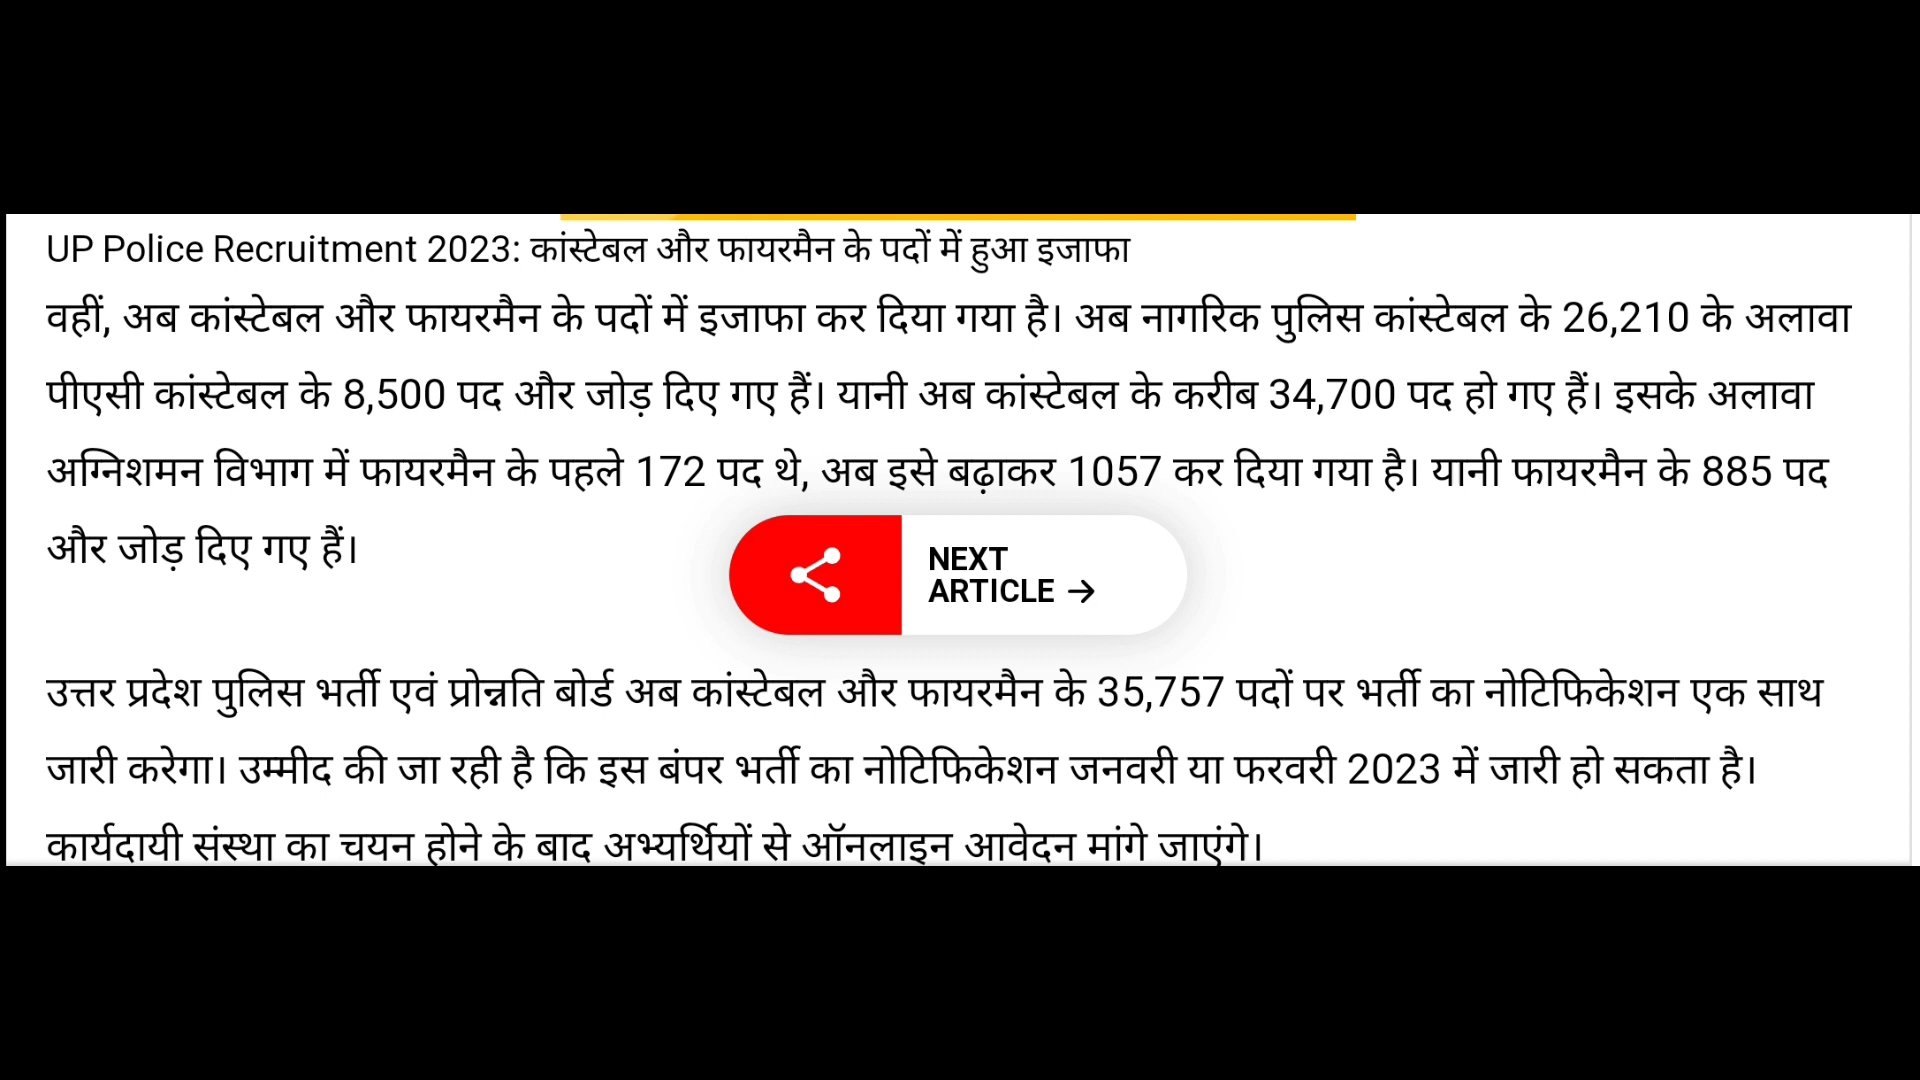 UP Police Recruitment 2023: कांस्टेबल और फायरमैन के पदों में हुआ इजाफा
वहीं, अब कांस्टेबल और फायरमैन के पदों में इजाफा कर दिया गया है। अब नागरिक पुलिस कांस्टेबल के 26,210 के अलावा
पीएसी कांस्टेबल के 8,500 पद और जोड़ दिए गए हैं। यानी अब कांस्टेबल के करीब 34,700 पद हो गए हैं। इसके अलावा
अग्निशमन विभाग में फायरमैन के पहले 172 पद थे, अब इसे बढ़ाकर 1057 कर दिया गया है। यानी फायरमैन के 885 पद
और जोड़ दिए गए हैं।
NEXT
ARTICLE →
उत्तर प्रदेश पुलिस भर्ती एवं प्रोन्नति बोर्ड अब कांस्टेबल और फायरमैन के 35,757 पदों पर भर्ती का नोटिफिकेशन एक साथ
जारी करेगा। उम्मीद की जा रही है कि इस बंपर भर्ती का नोटिफिकेशन जनवरी या फरवरी 2023 में जारी हो सकता है।
कार्यदायी संस्था का चयन होने के बाद अभ्यर्थियों से ऑनलाइन आवेदन मांगे जाएंगे।